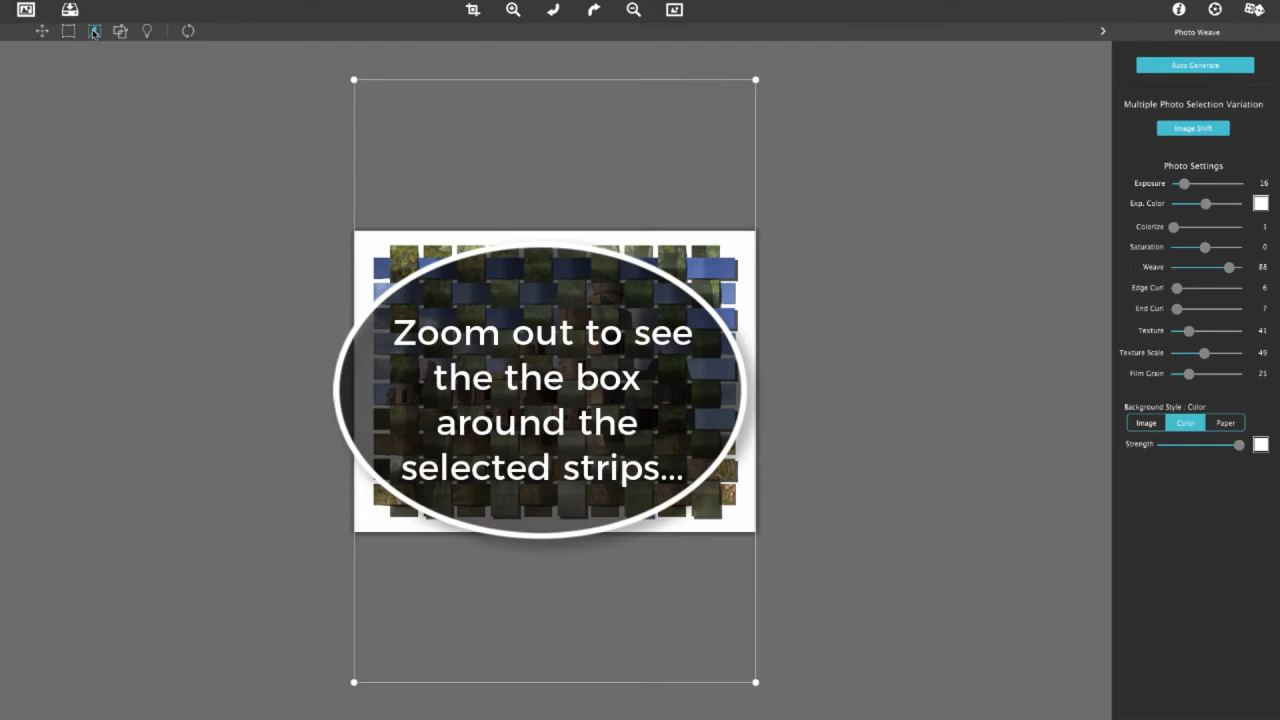 Photo Weave
Auto Generate
Multiple Photo Selection Variation
Image Shift
Photo Settings
Exposure 16
Exp. Color
Colorize 1
Saturation 0
Weave 88
Edge Curl 6
End Curl 7
Texture 41
Texture Scale 49
Film Grain 25
Background Style : Color
Image Color Paper
Strength
Zoom out to see
the the box
around the
selected strips...